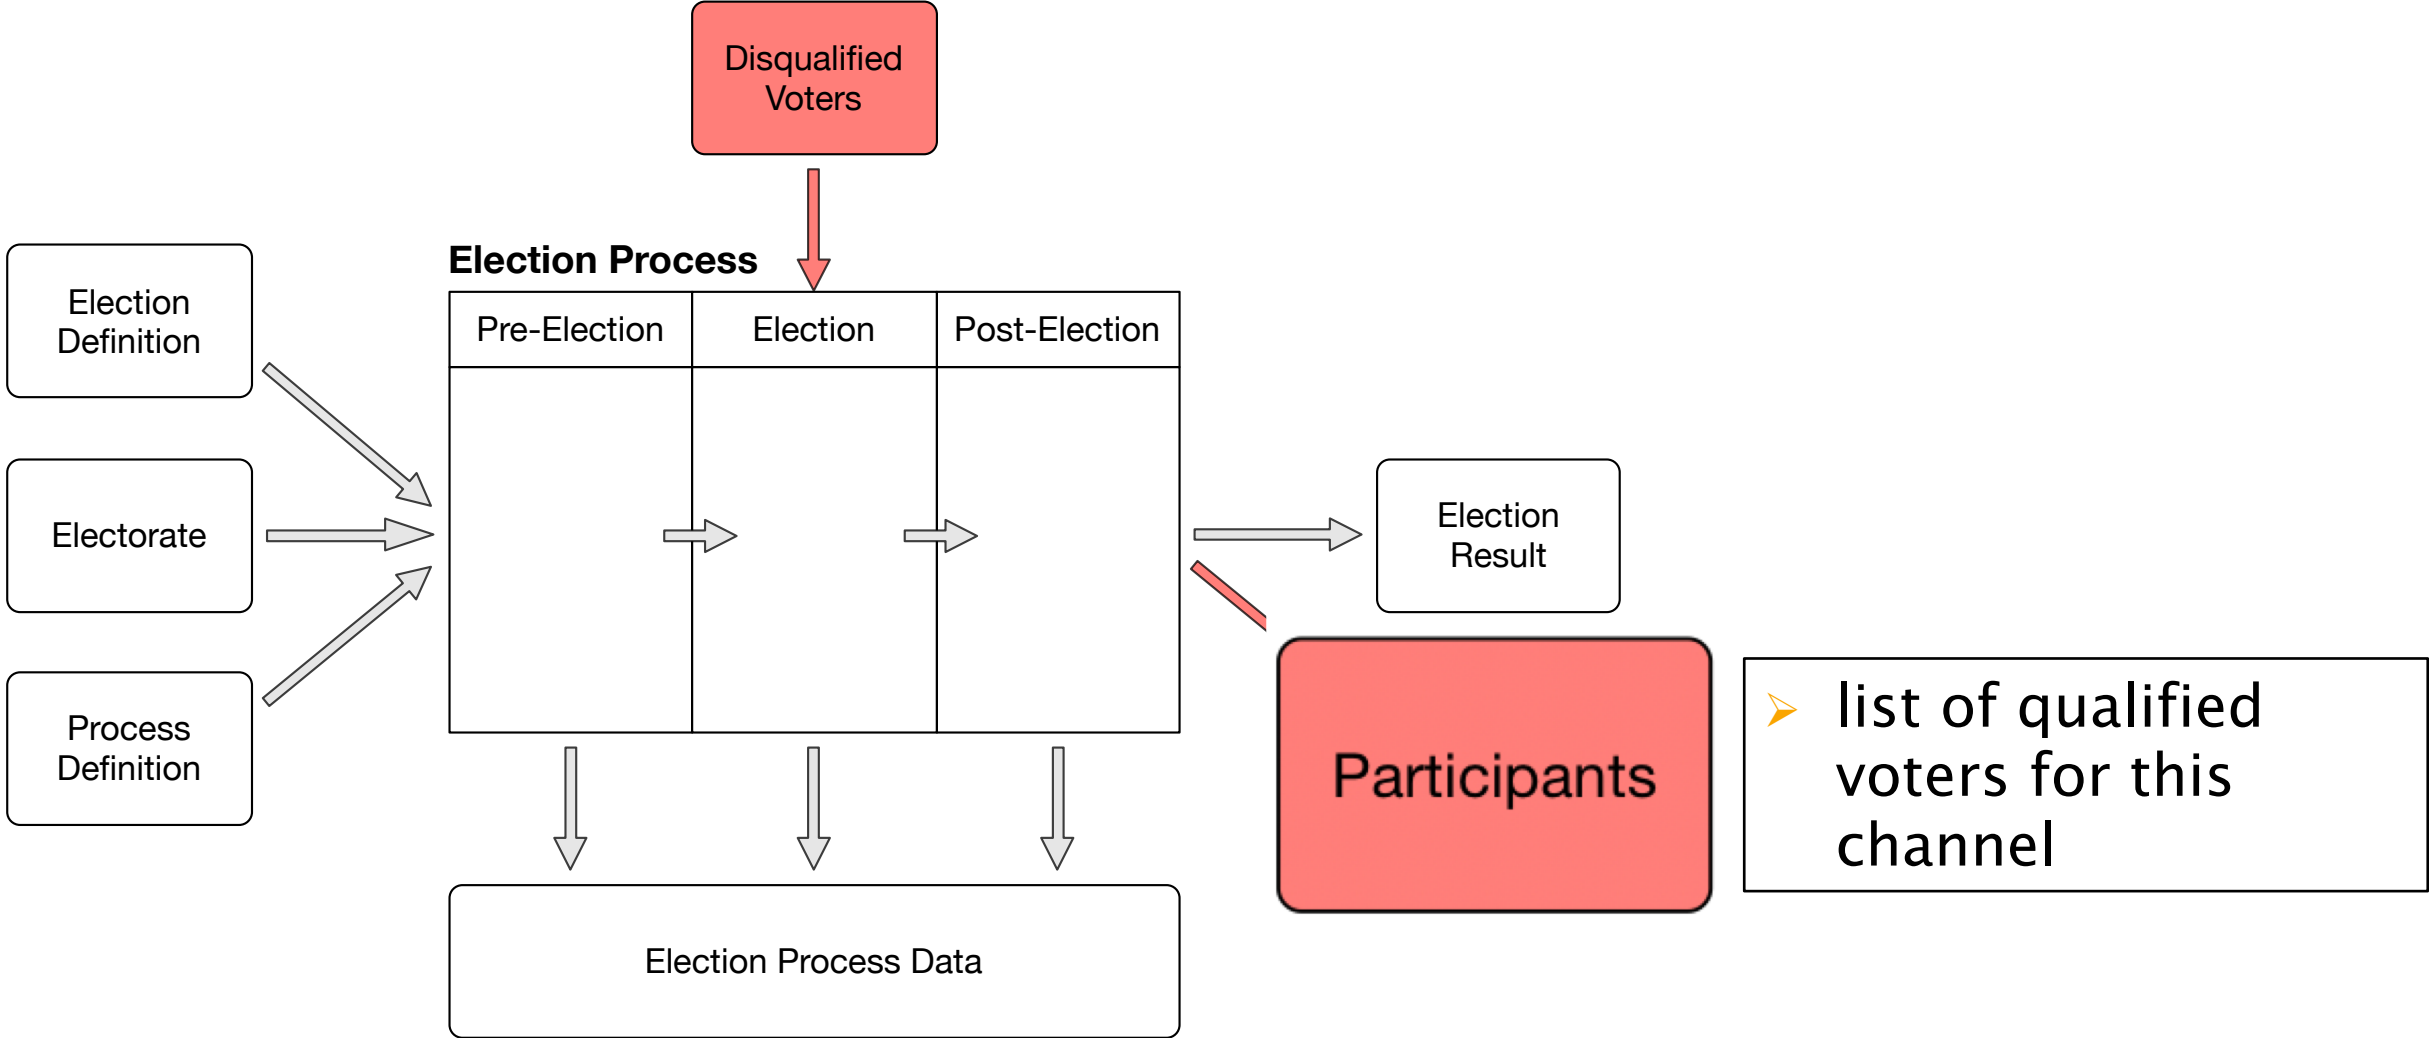 Disqualified
Voters
Election Process
Election
Definition
Pre-Election
Election
Post-Election
Electorate
Election
Result
Process
Definition
Participants
list of qualified
voters for this
channel
Election Process Data